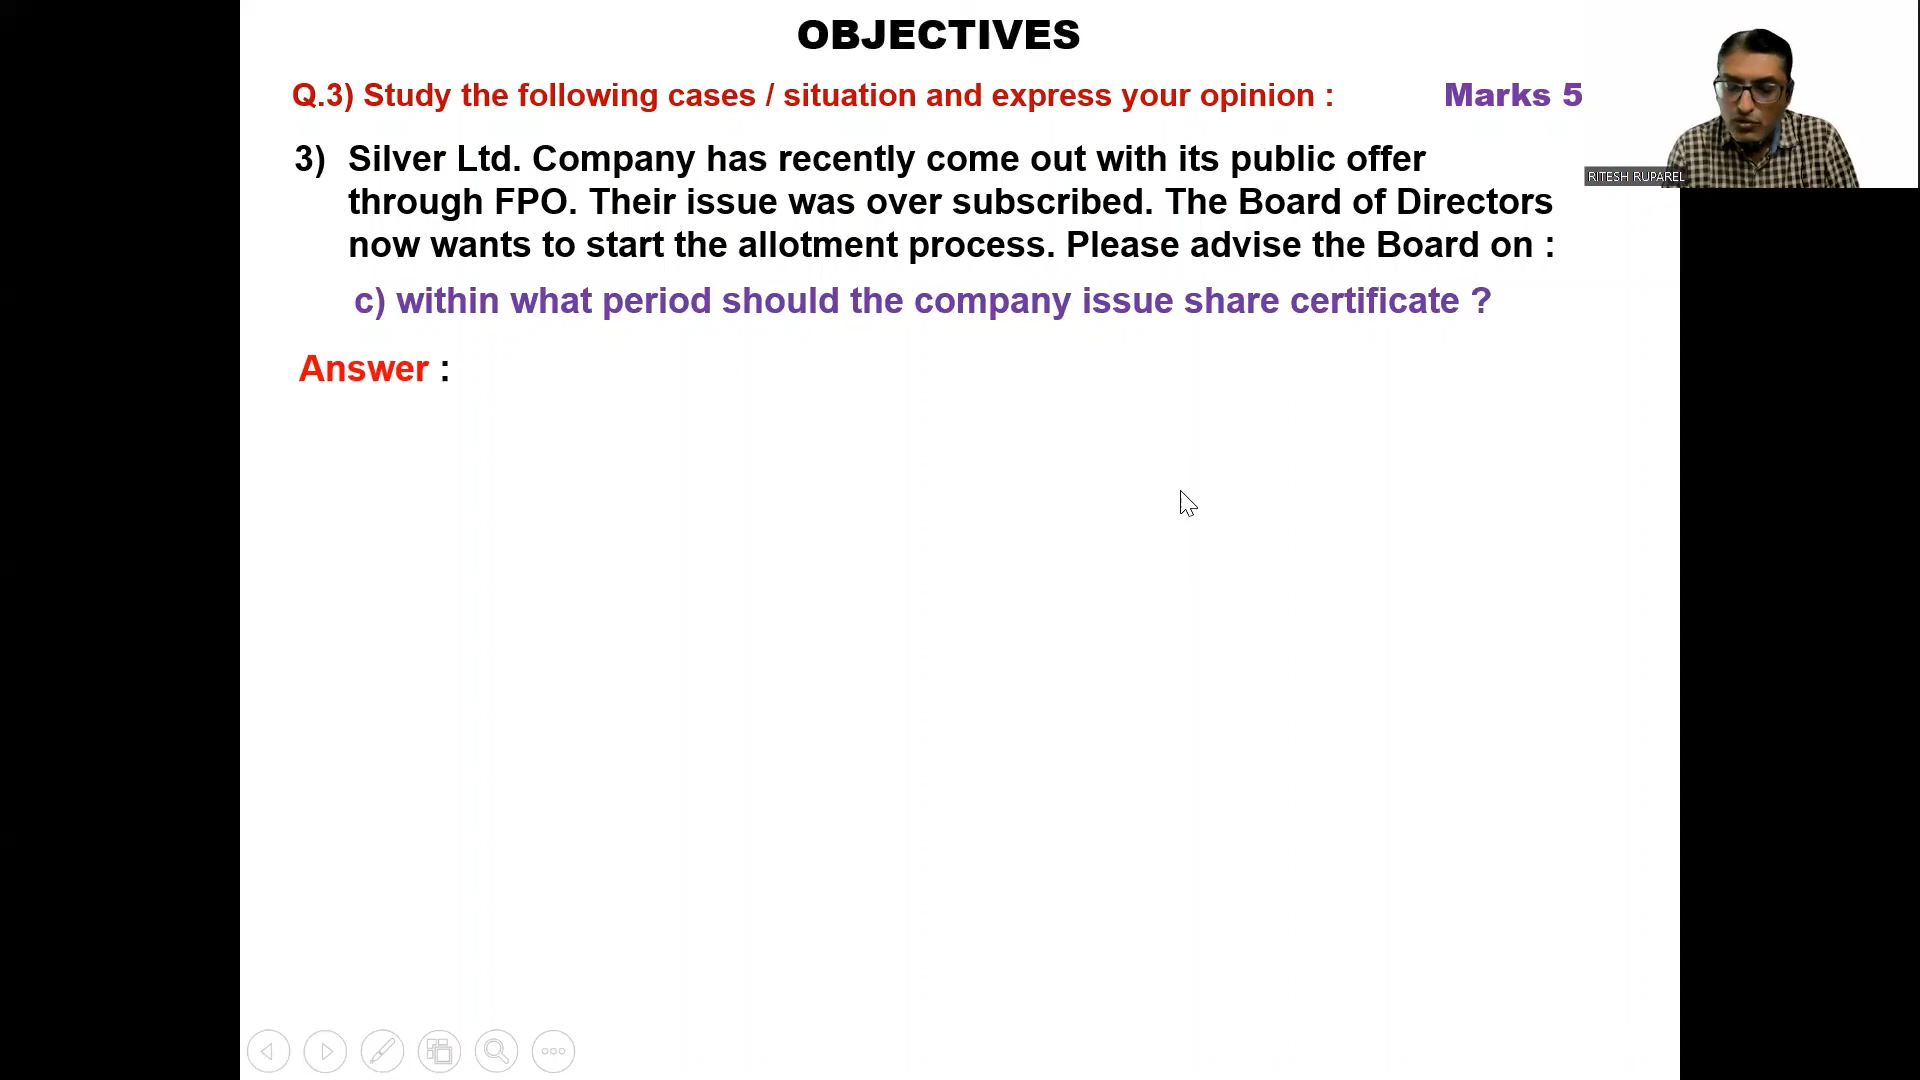 OBJECTIVES
Q.3) Study the following cases / situation and express your opinion : Marks 5
3) Silver Ltd. Company has recently come out with its public offer
through FPO. Their issue was over subscribed. The Board of Directors
now wants to start the allotment process. Please advise the Board on :
c) within what period should the company issue share certificate ?
Answer :
RITESH RUPAREL